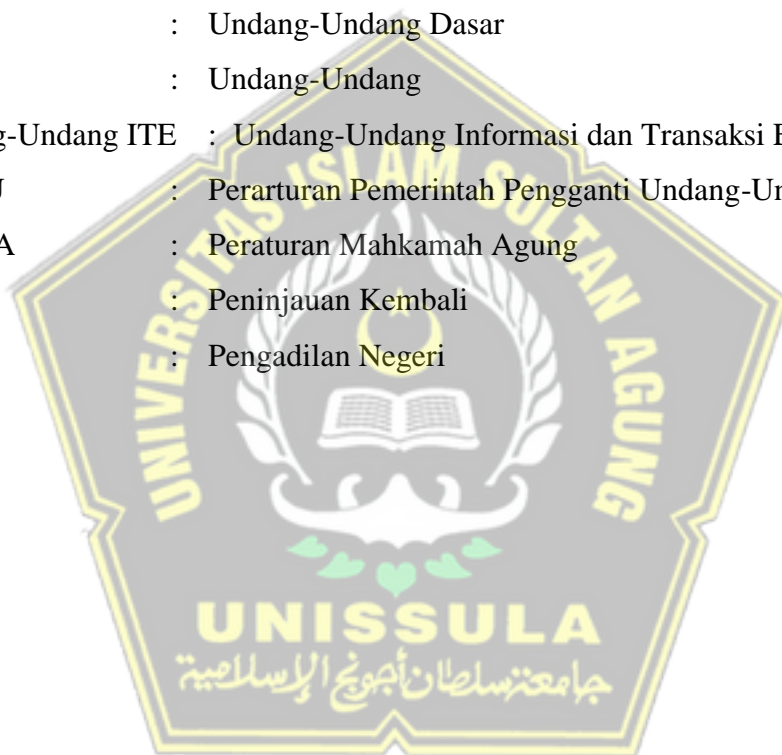 : Undang-Undang Dasar
: Undang-Undang
g-Undang ITE : Undang-Undang Informasi dan Transaksi E
U : Perarturan Pemerintah Pengganti Undang-Un
A : Peraturan Mahkamah Agung
: Peninjauan Kembali
: Pengadilan Negeri
UNIVERSITAS ISLAM SULTAN AGUNG
UNISSULA
جامعة سلطان أجونج الإسلامية